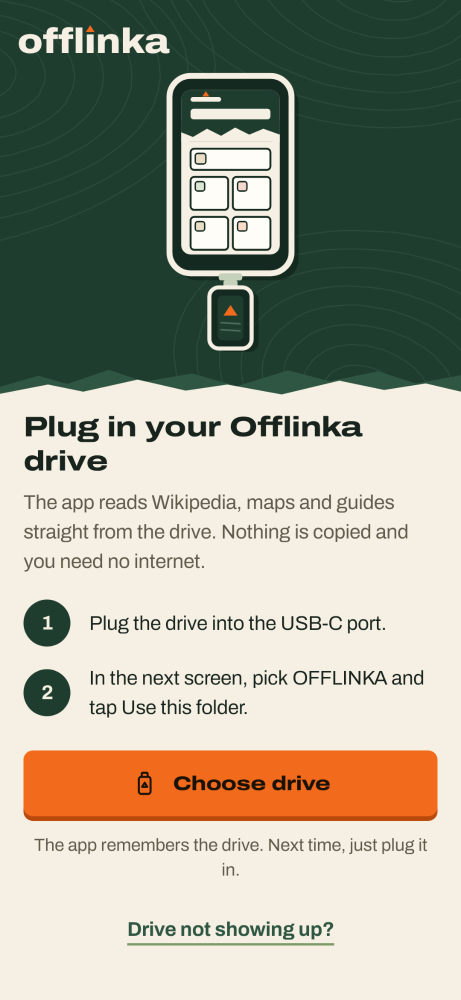 offlinka
Plug in your Offlinka
drive
The app reads Wikipedia, maps and guides
straight from the drive. Nothing is copied and
you need no internet.
1
Plug the drive into the USB-C port.
2
In the next screen, pick OFFLINKA and
tap Use this folder.
Choose drive
The app remembers the drive. Next time, just plug it
in.
Drive not showing up?